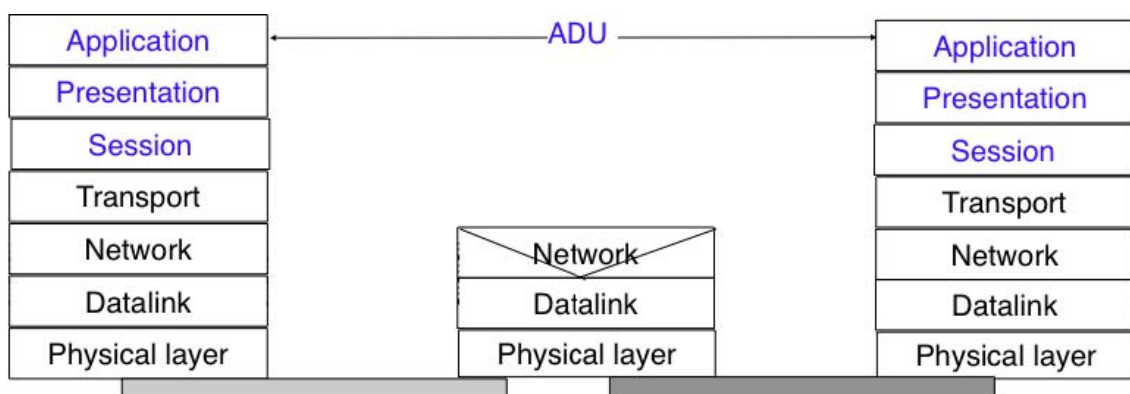 Application
Presentation
Session
Transport
Network
Datalink
Physical layer
ADU
Network
Datalink
Physical layer
Application
Presentation
Session
Transport
Network
Datalink
Physical layer